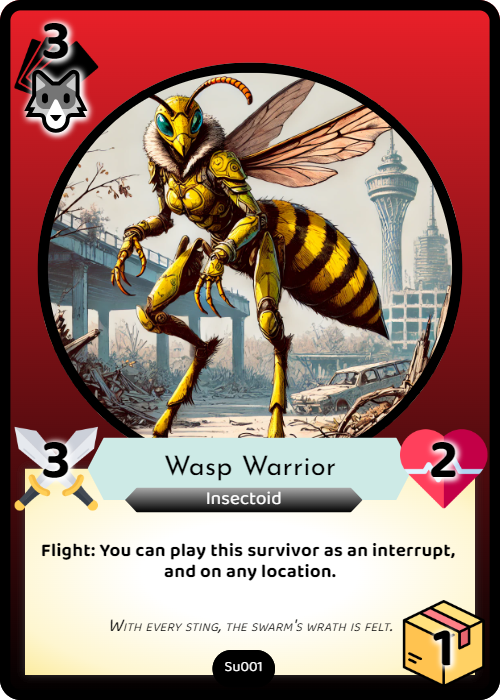 3
3
Wasp Warrior
2
Insectoid
Flight: You can play this survivor as an interrupt,
and on any location.
With every sting, the swarm's wrath is felt.
1
Su001